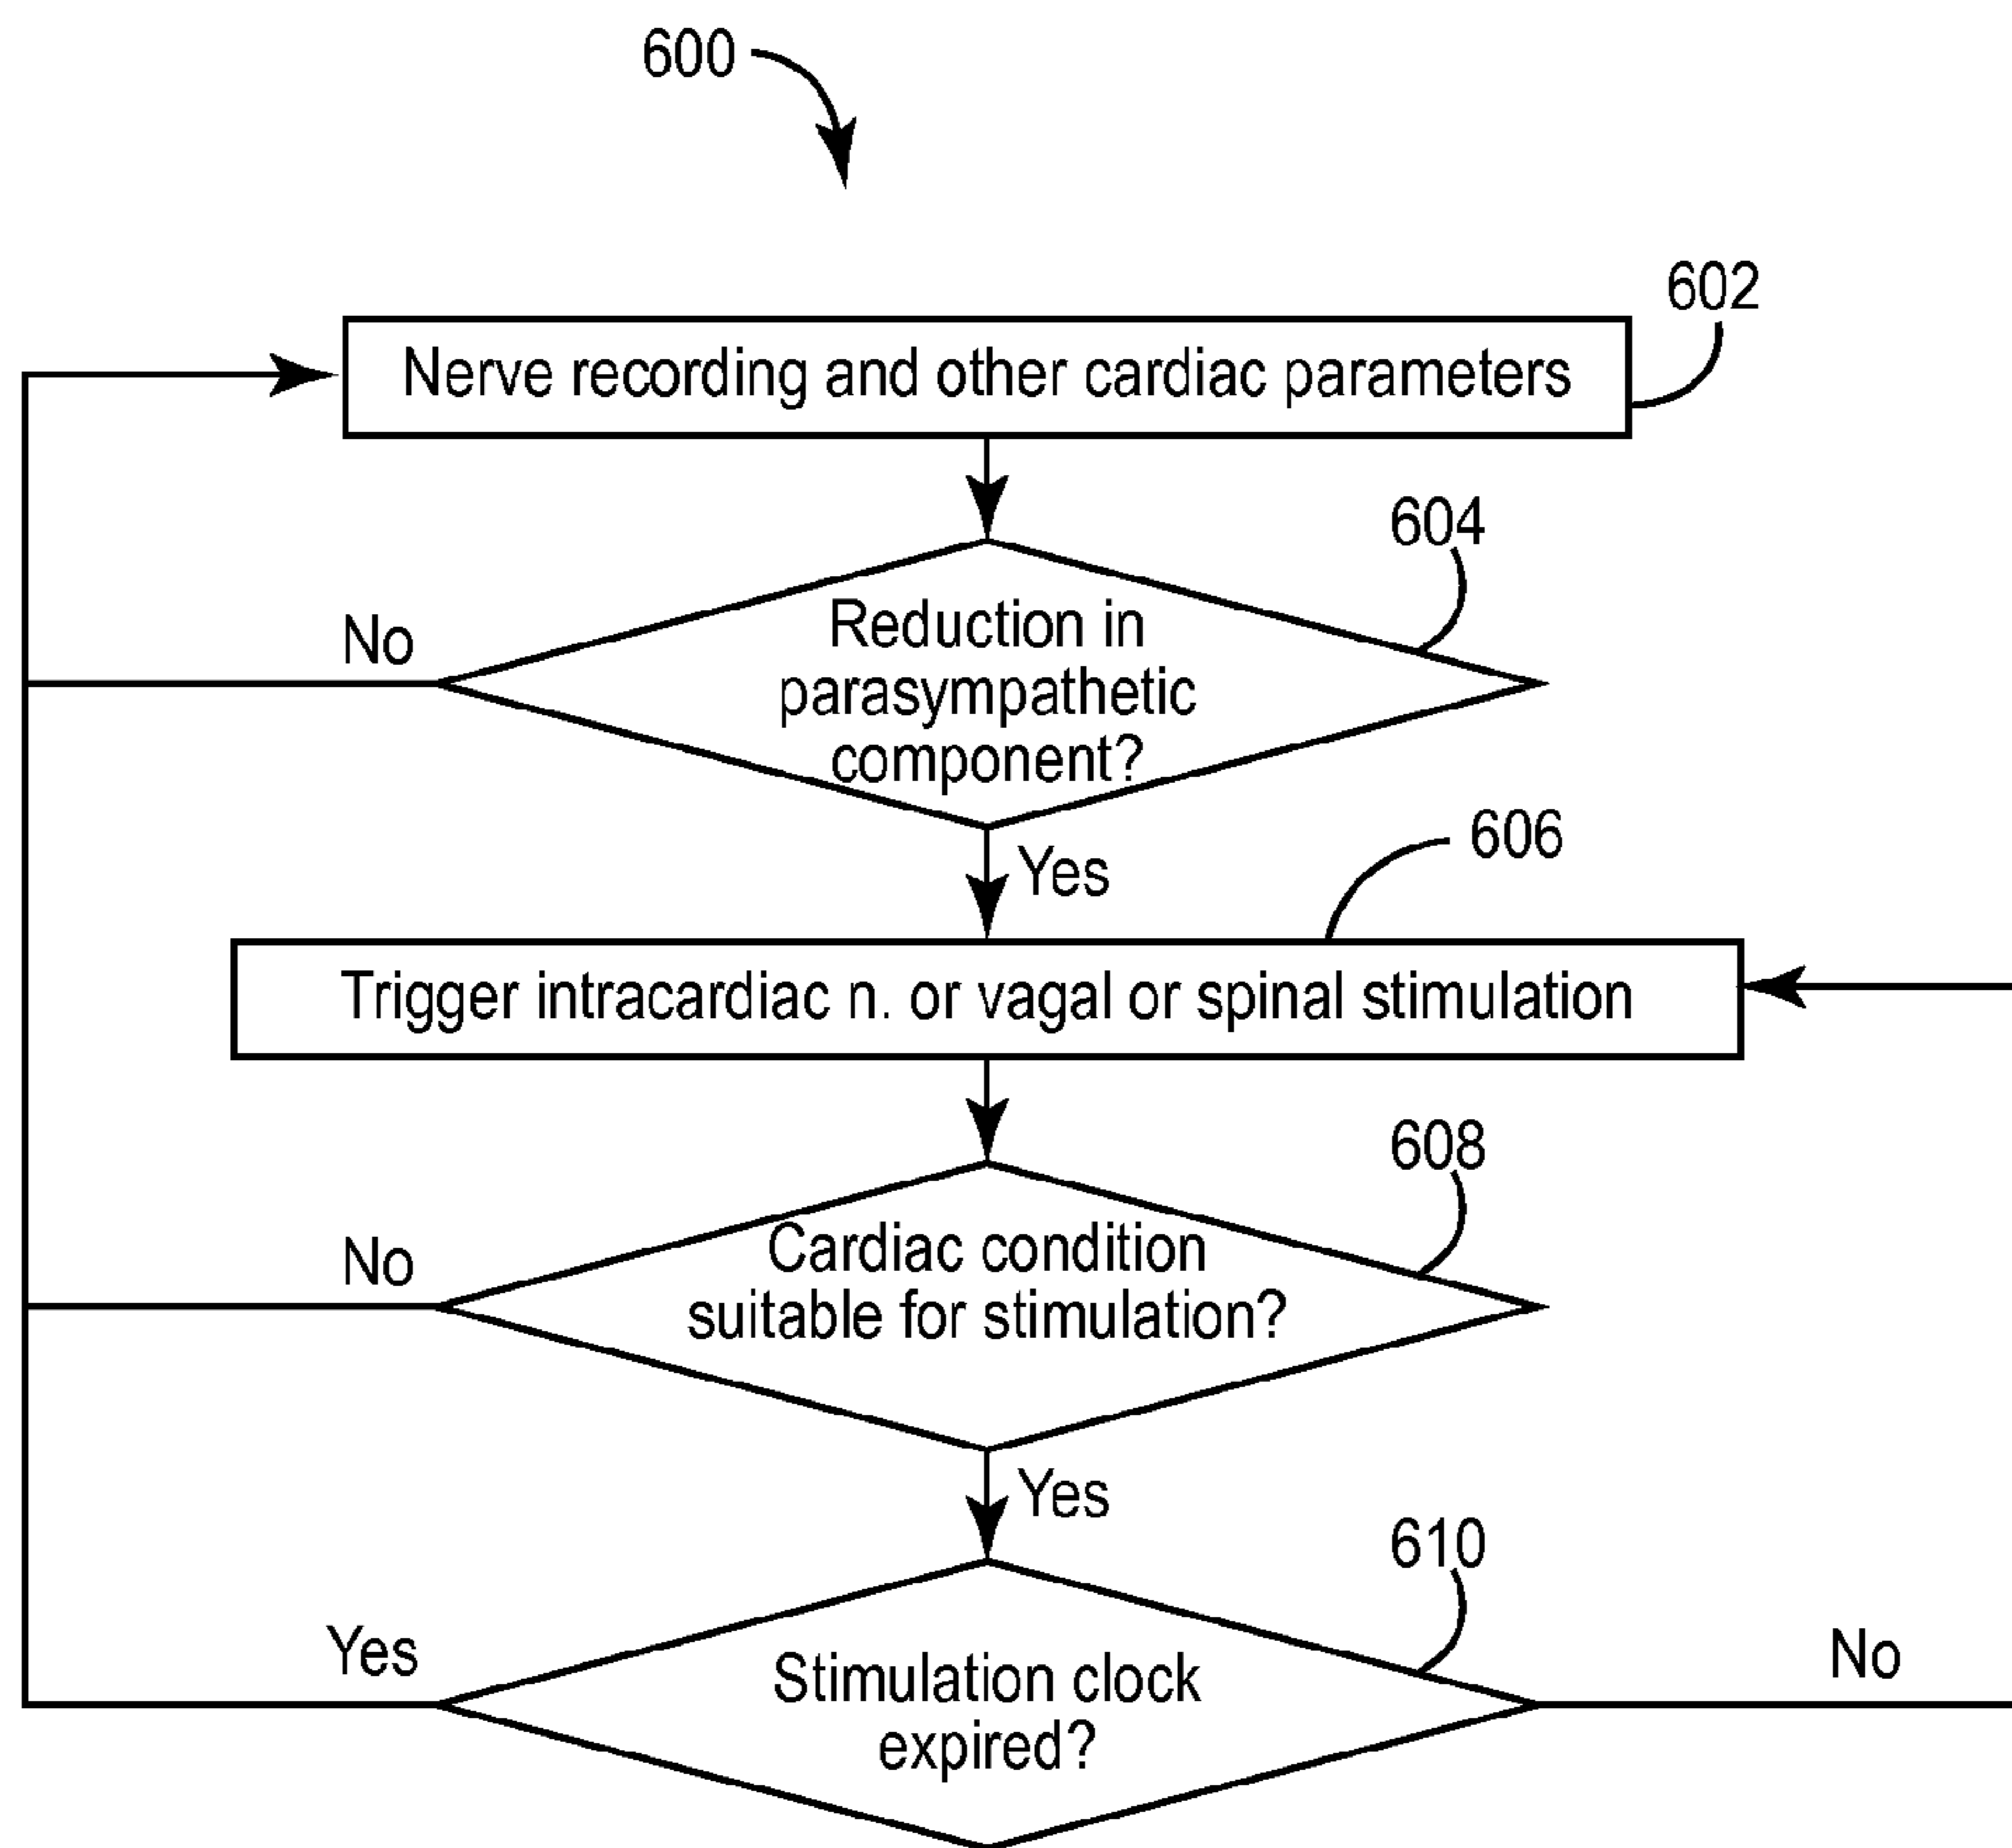 600
602
Nerve recording and other cardiac parameters
604
No
Reduction in
parasympathetic
component?
606
Yes
Trigger intracardiac n. or vagal or spinal stimulation
608
No
Cardiac condition
suitable for stimulation?
Yes
610
Yes
No
Stimulation clock
expired?